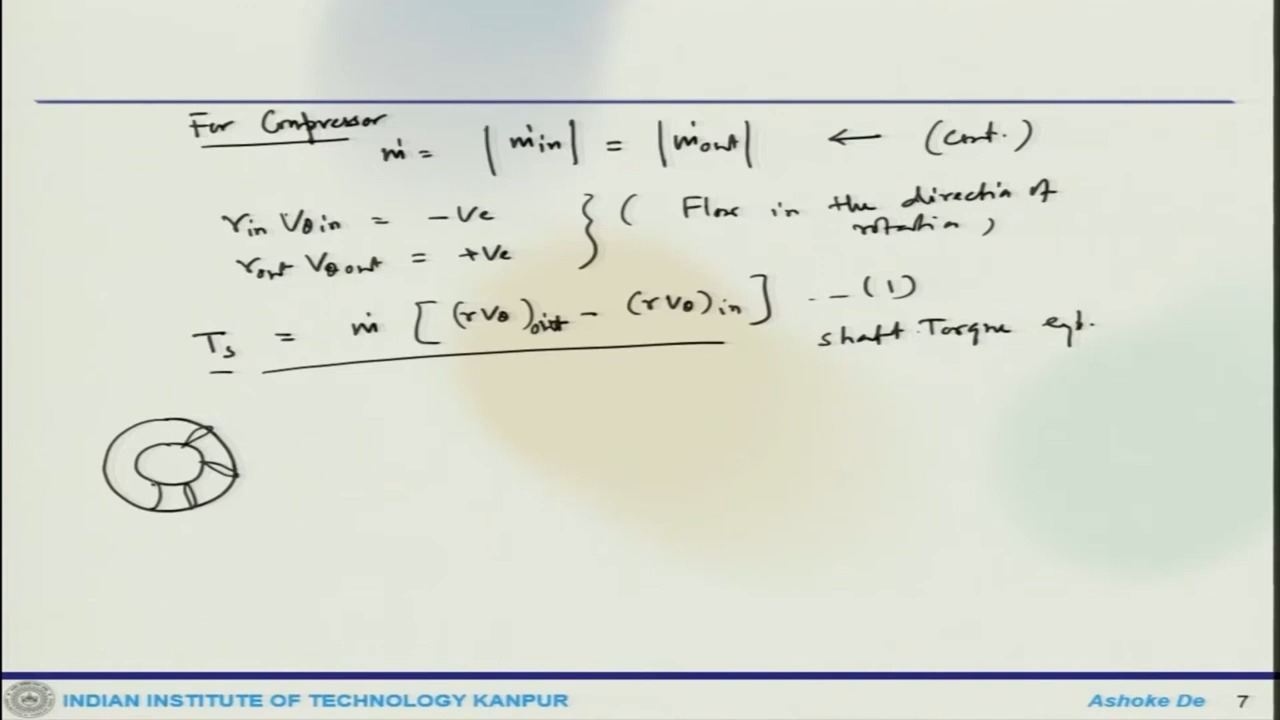 For Compressor
ṁ = |ṁin| = |ṁout| ← (cont.)
rin Vθin = -Ve } ( Flow in the direction of
rotation )
rout Vθout = +Ve
Ts = ṁ [(rVθ)out - (rVθ)in] -- (1)
shaft Torque eqt.
INDIAN INSTITUTE OF TECHNOLOGY KANPUR
Ashoke De 7